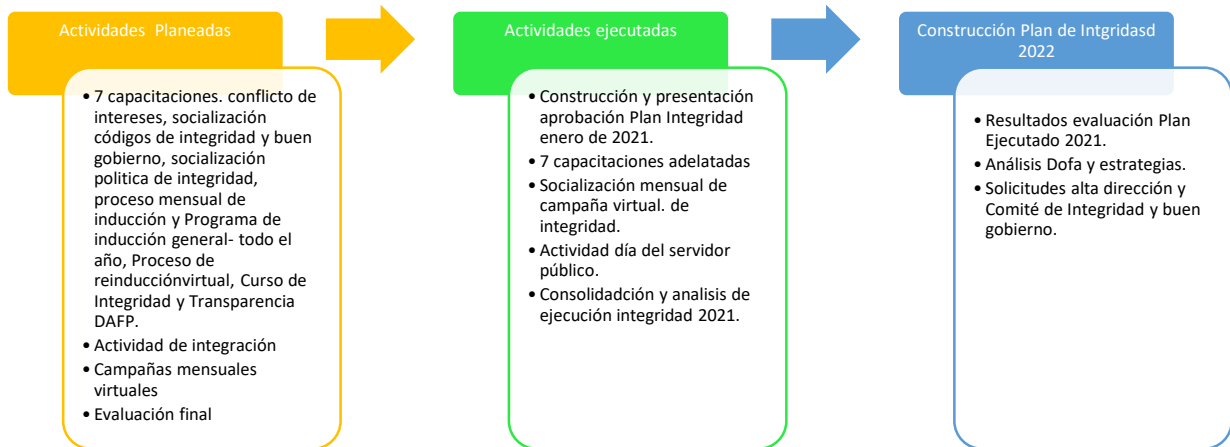 Actividades  Planeadas
• 7 capacitaciones. conflicto de
intereses, socialización
códigos de integridad y buen
gobierno, socialización
politica de integridad,
proceso mensual de
inducción y Programa de
inducción general- todo el
año, Proceso de
reinducciónvirtual, Curso de
Integridad y Transparencia
DAFP.
• Actividad de integración
• Campañas mensuales
virtuales
• Evaluación final
Actividades ejecutadas
• Construcción y presentación
aprobación Plan Integridad
enero de 2021.
• 7 capacitaciones adelatadas
• Socialización mensual de
campaña virtual. de
integridad.
• Actividad día del servidor
público.
• Consolidadción y analisis de
ejecución integridad 2021.
Construcción Plan de Intgridasd
2022
• Resultados evaluación Plan
Ejecutado 2021.
• Análisis Dofa y estrategias.
• Solicitudes alta dirección y
Comité de Integridad y buen
gobierno.